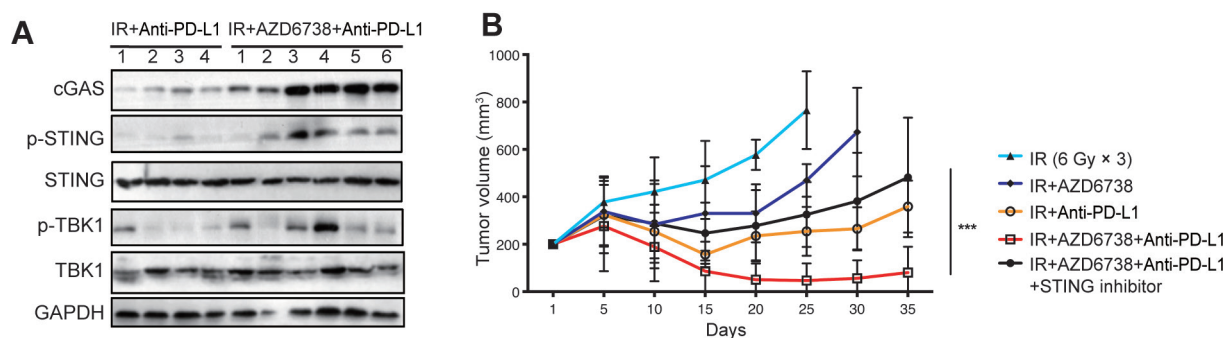 A
IR+Anti-PD-L1 IR+AZD6738+Anti-PD-L1
1 2 3 4 1 2 3 4 5 6
cGAS
p-STING
STING
p-TBK1
TBK1
GAPDH
B
Tumor volume (mm³)
1000
800
600
400
200
0
1 5 10 15 20 25 30 35
Days
***
IR (6 Gy × 3)
IR+AZD6738
IR+Anti-PD-L1
IR+AZD6738+Anti-PD-L1
IR+AZD6738+Anti-PD-L1
+STING inhibitor